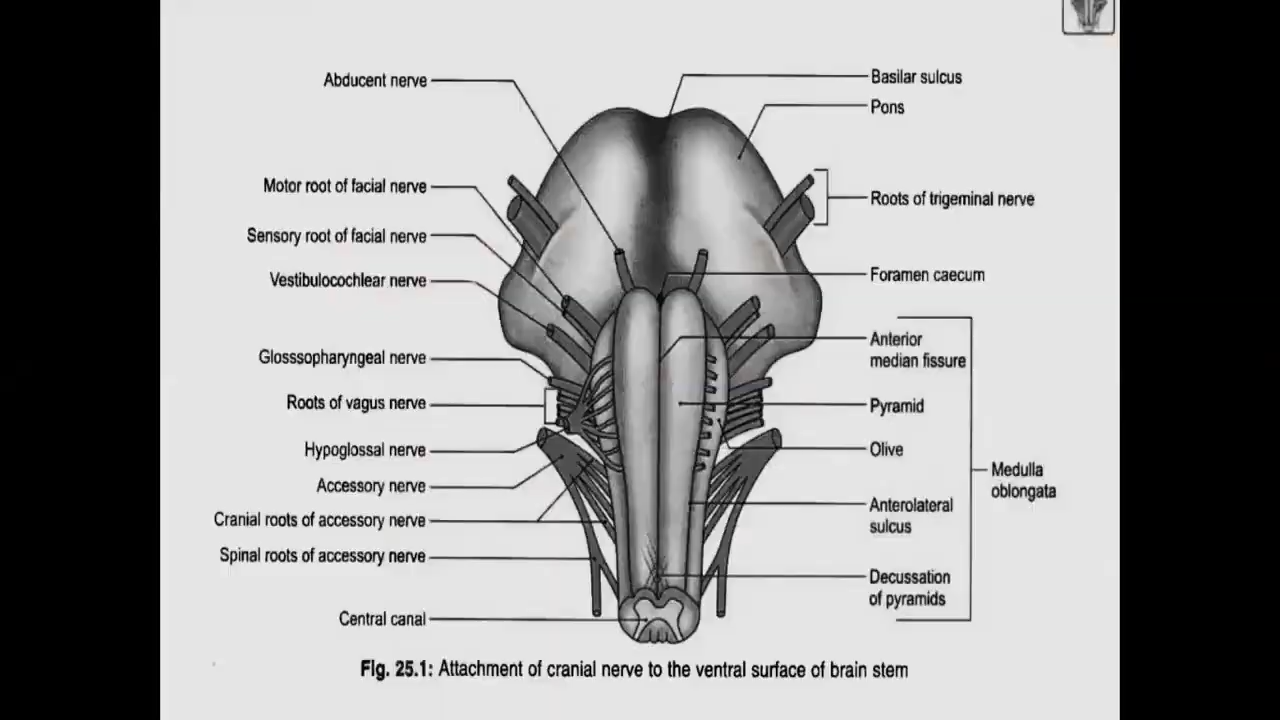 Abducent nerve
Motor root of facial nerve
Sensory root of facial nerve
Vestibulocochlear nerve
Glosssopharyngeal nerve
Roots of vagus nerve
Hypoglossal nerve
Accessory nerve
Cranial roots of accessory nerve
Spinal roots of accessory nerve
Central canal
Basilar sulcus
Pons
Roots of trigeminal nerve
Foramen caecum
Anterior
median fissure
Pyramid
Olive
Anterolateral
sulcus
Decussation
of pyramids
Medulla
oblongata
Fig. 25.1: Attachment of cranial nerve to the ventral surface of brain stem